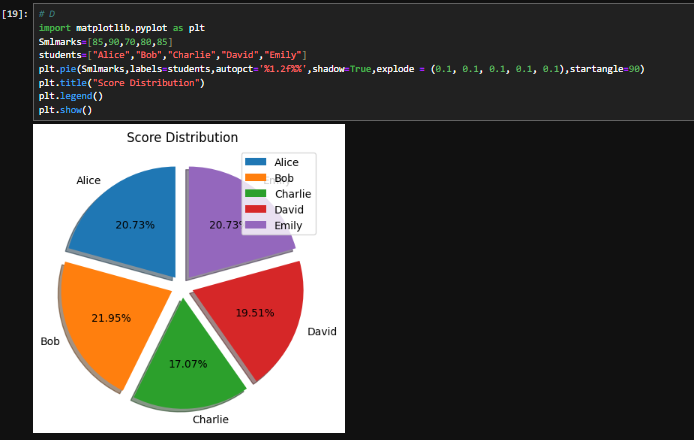 [19]: # D
import matplotlib.pyplot as plt
Smlmarks=[85,90,70,80,85]
students=["Alice","Bob","Charlie","David","Emily"]
plt.pie(Smlmarks,labels=students,autopct='%1.2f%%',shadow=True,explode = (0.1, 0.1, 0.1, 0.1, 0.1),startangle=90)
plt.title("Score Distribution")
plt.legend()
plt.show()
Score Distribution
Alice
Bob
Charlie
David
Emily
Alice
Emily
20.73%
20.73%
21.95%
19.51%
17.07%
Bob
David
Charlie